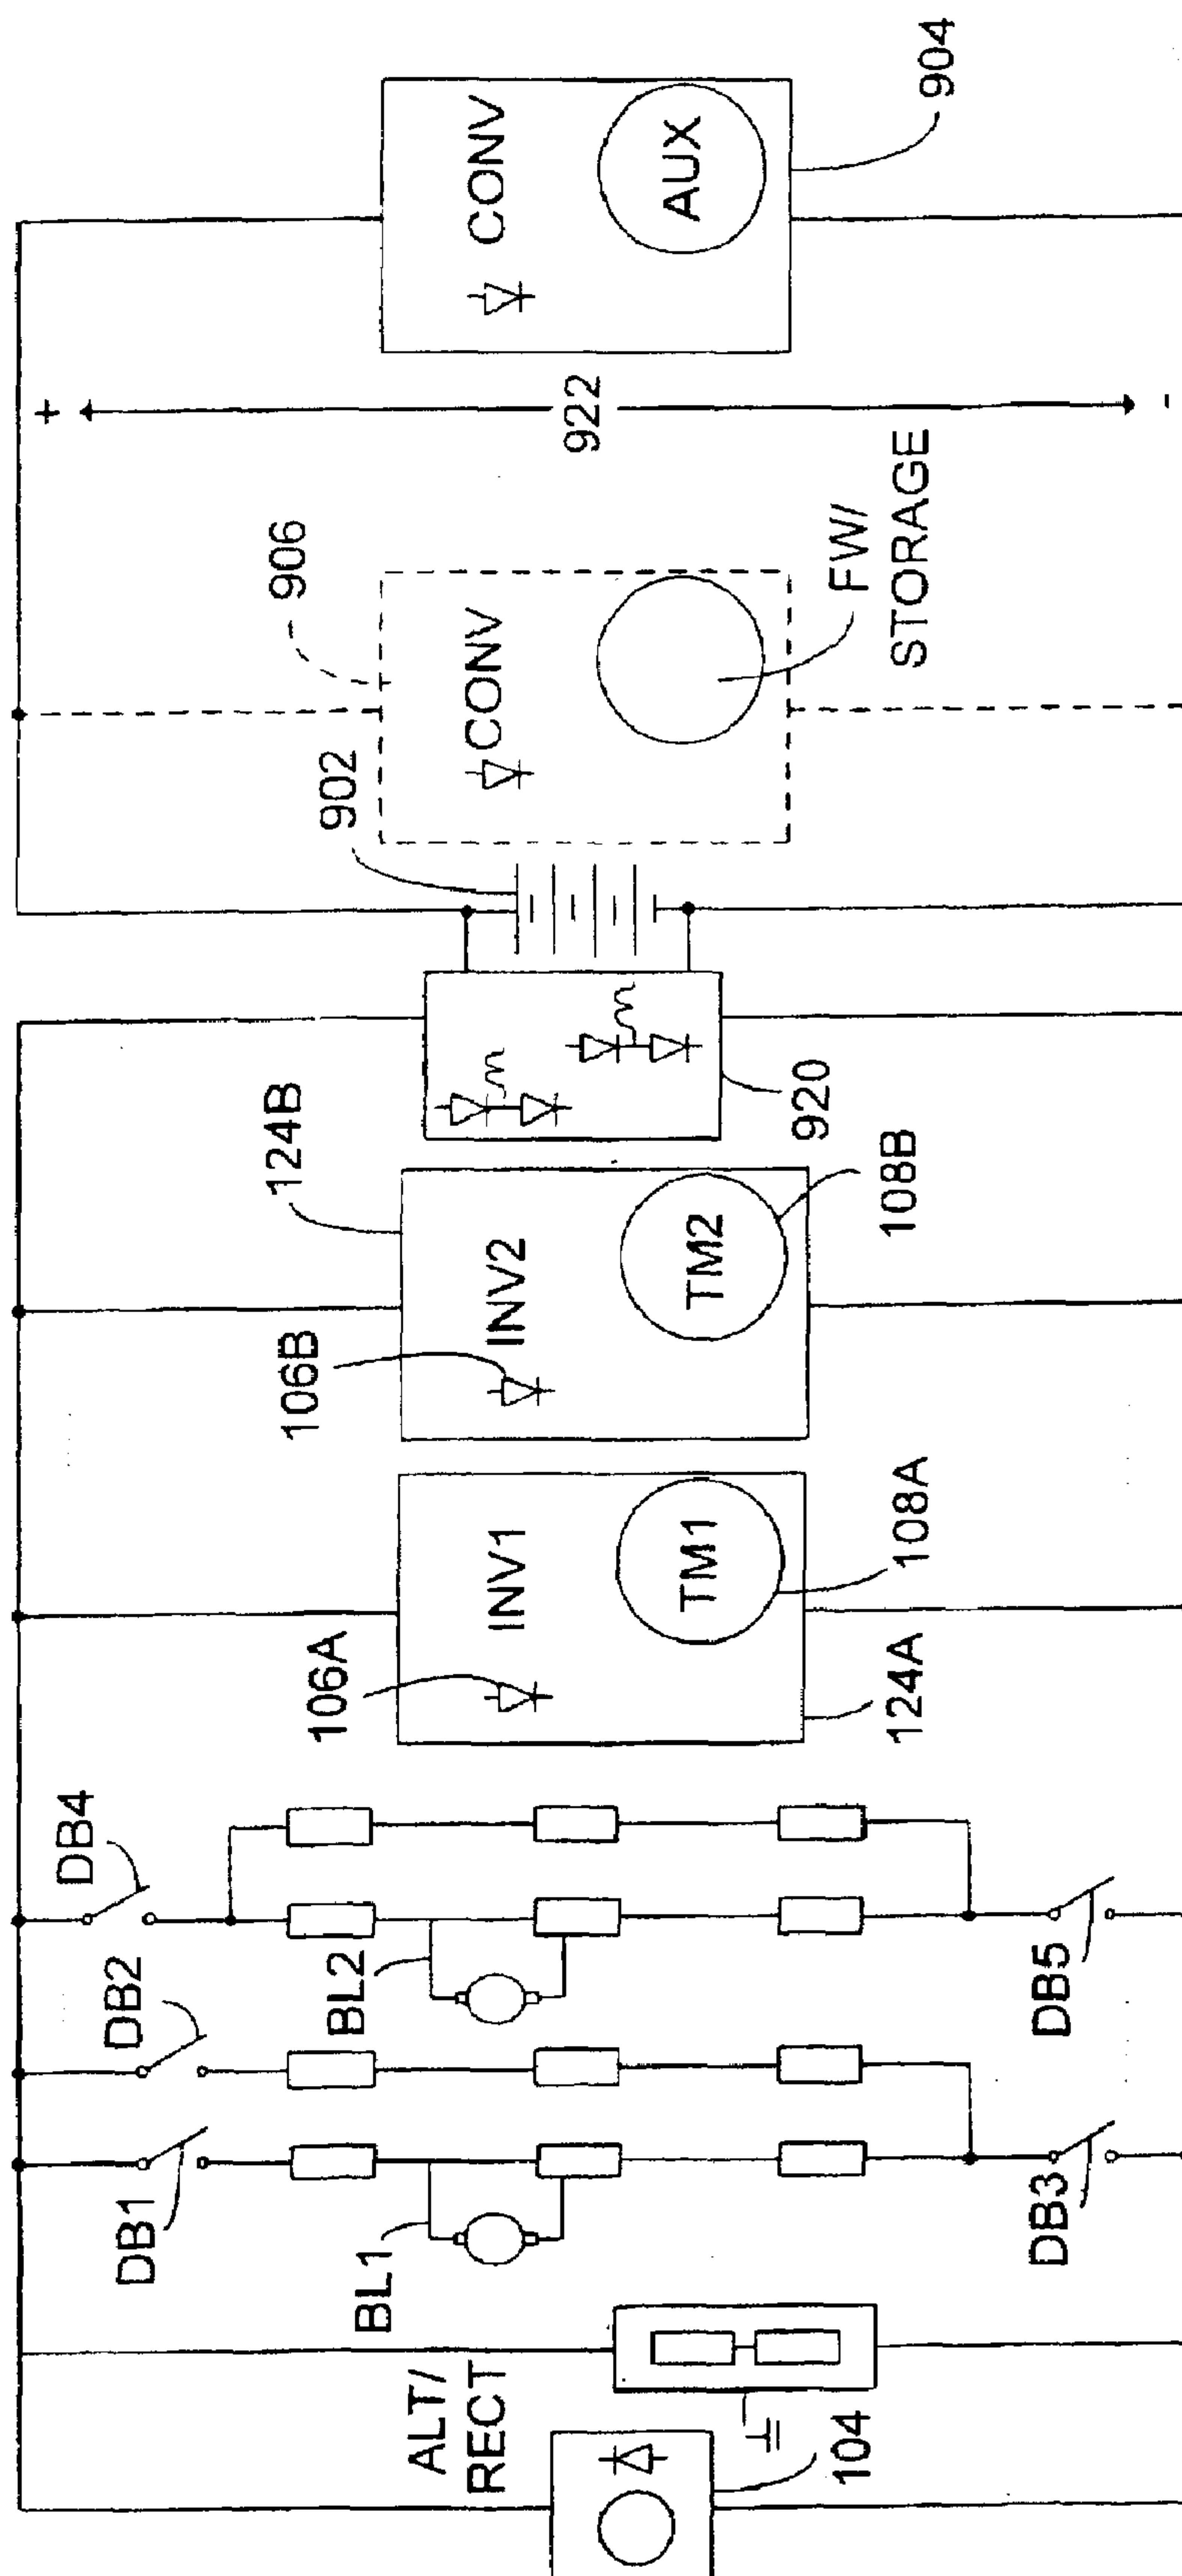 ALT/
RECT
104
DB1
BL1
DB3
DB2
DB4
BL2
DB5
106A
INV1
TM1
108A
124A
124B
106B
INV2
TM2
108B
920
902
906
CONV
FW/
STORAGE
+
922
-
CONV
AUX
904